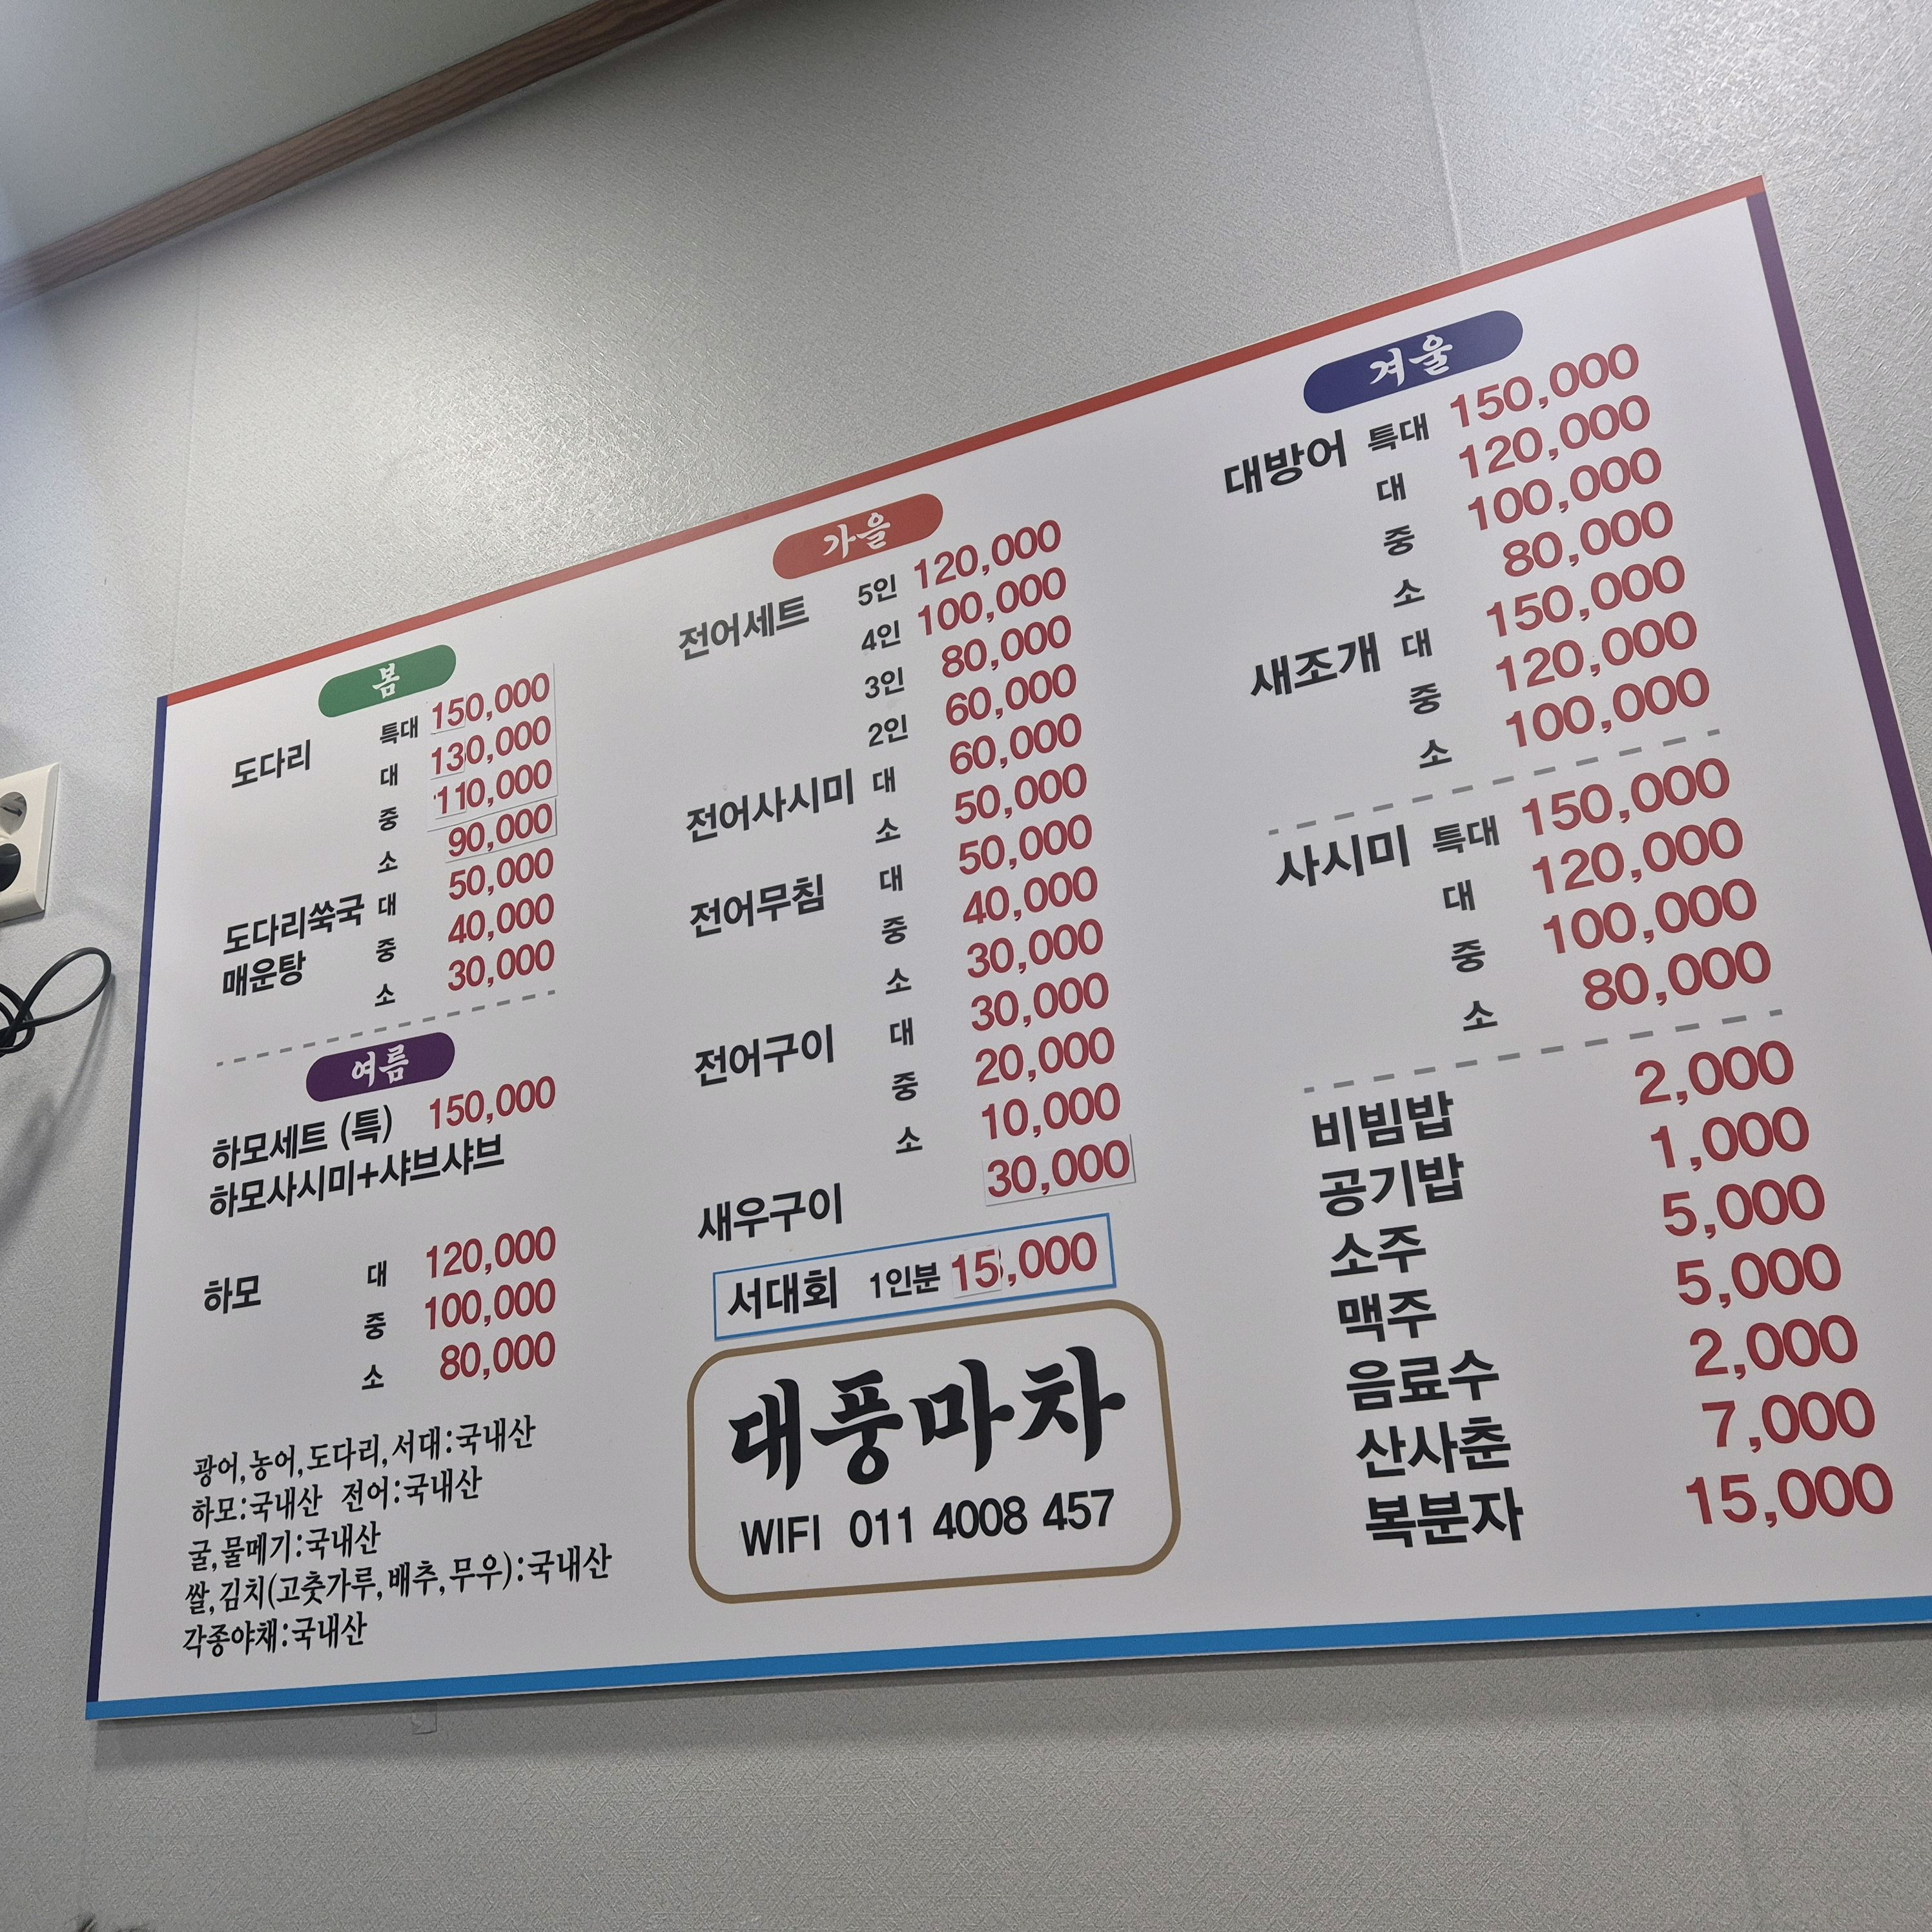 봄
도다리 특대 150,000
대 130,000
중 110,000
소 90,000
도다리쑥국 대 50,000
매운탕 중 40,000
소 30,000
여름
하모세트 (특) 150,000
하모사시미+샤브샤브
하모 대 120,000
중 100,000
소 80,000
광어,농어,도다리,서대:국내산
하모:국내산 전어:국내산
굴,물메기:국내산
쌀,김치(고춧가루,배추,무우):국내산
각종야채:국내산
가을
전어세트 5인 120,000
4인 100,000
3인 80,000
2인 60,000
전어사시미 대 60,000
소 50,000
전어무침 대 50,000
중 40,000
소 30,000
전어구이 대 30,000
중 20,000
소 10,000
새우구이 30,000
서대회 1인분 15,000
대풍마차
WIFI 011 4008 457
겨울
대방어 특대 150,000
대 120,000
중 100,000
소 80,000
새조개 대 150,000
중 120,000
소 100,000
사시미 특대 150,000
대 120,000
중 100,000
소 80,000
비빔밥 2,000
공기밥 1,000
소주 5,000
맥주 5,000
음료수 2,000
산사춘 7,000
복분자 15,000